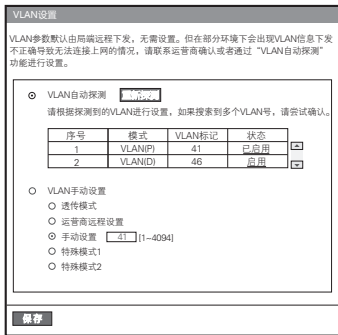 VLAN设置
VLAN参数默认由局端远程下发，无需设置。但在部分环境下会出现VLAN信息下发
不正确导致无法连接上网的情况，请联系运营商确认或者通过“VLAN自动探测”
功能进行设置。
VLAN自动探测
请根据探测到的VLAN进行设置，如果搜索到多个VLAN号，请尝试确认。
序号 模式 VLAN标记 状态
1 VLAN(P) 41 已启用
2 VLAN(D) 46 启用
VLAN手动设置
透传模式
运营商远程设置
手动设置 41 [1-4094]
特殊模式1
特殊模式2
保存